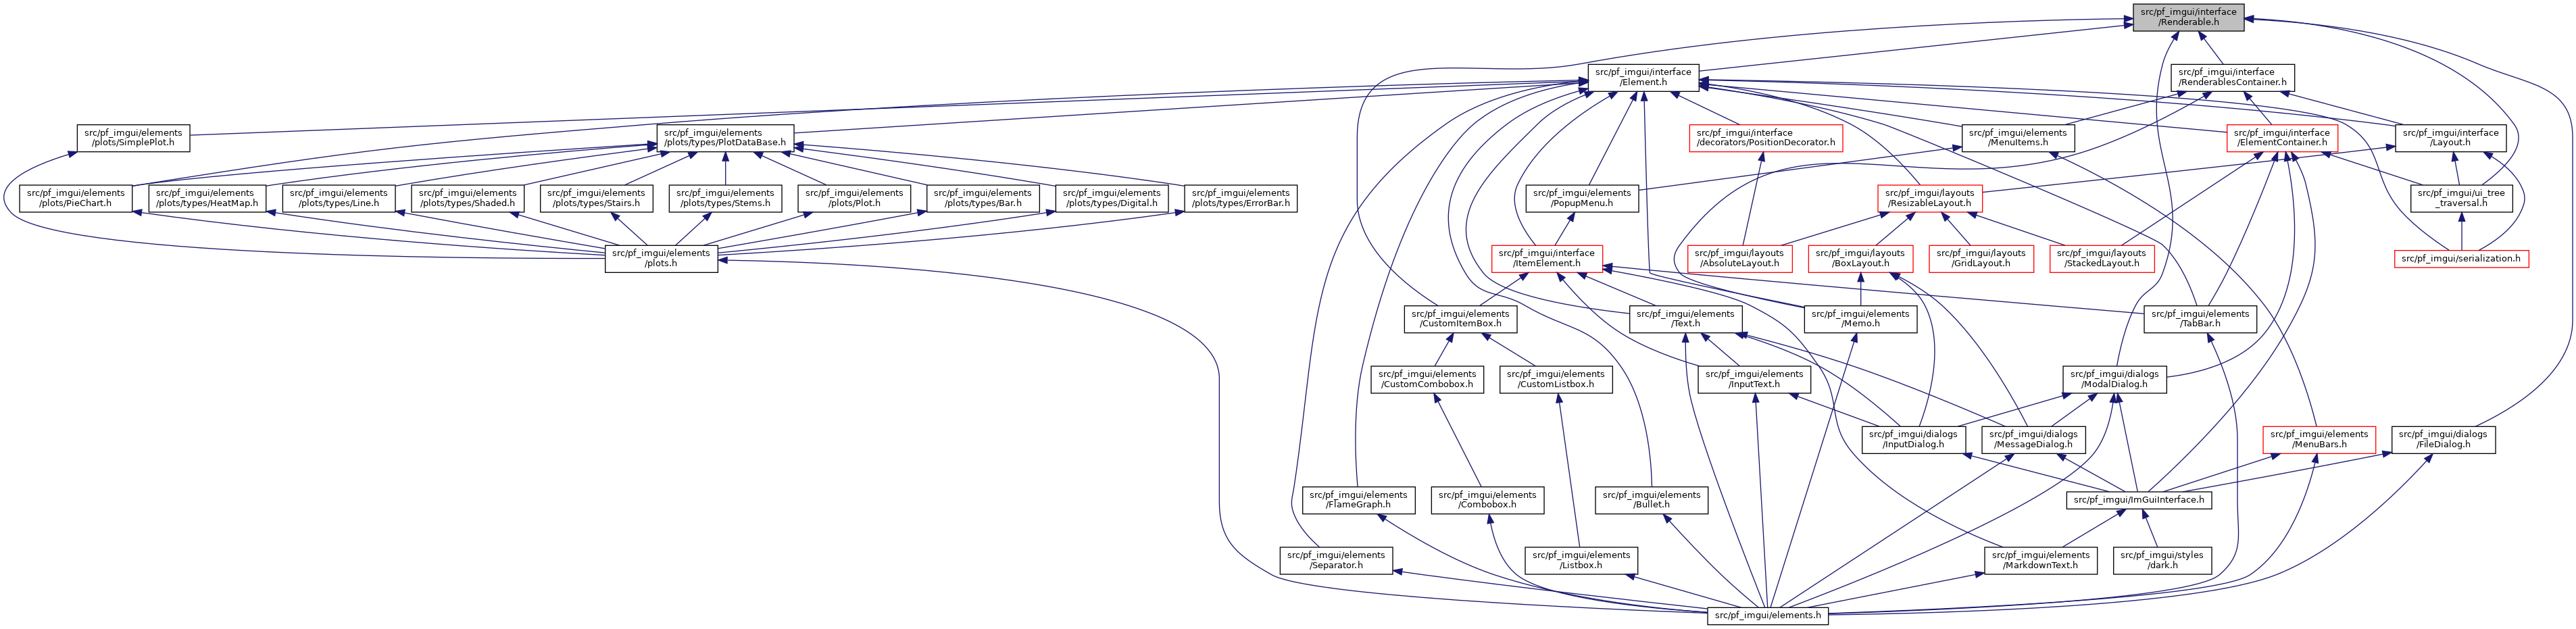 src/pf_imgui/interface
/Renderable.h
src/pf_imgui/interface
/Element.h
src/pf_imgui/interface
/RenderablesContainer.h
src/pf_imgui/elements
/plots/SimplePlot.h
src/pf_imgui/elements
/plots/types/PlotDataBase.h
src/pf_imgui/interface
/decorators/PositionDecorator.h
src/pf_imgui/elements
/MenuItems.h
src/pf_imgui/interface
/ElementContainer.h
src/pf_imgui/interface
/Layout.h
src/pf_imgui/elements
/plots/PieChart.h
src/pf_imgui/elements
/plots/types/HeatMap.h
src/pf_imgui/elements
/plots/types/Line.h
src/pf_imgui/elements
/plots/types/Shaded.h
src/pf_imgui/elements
/plots/types/Stairs.h
src/pf_imgui/elements
/plots/types/Stems.h
src/pf_imgui/elements
/plots/Plot.h
src/pf_imgui/elements
/plots/types/Bar.h
src/pf_imgui/elements
/plots/types/Digital.h
src/pf_imgui/elements
/plots/types/ErrorBar.h
src/pf_imgui/elements
/PopupMenu.h
src/pf_imgui/layouts
/ResizableLayout.h
src/pf_imgui/ui_tree
_traversal.h
src/pf_imgui/elements
/plots.h
src/pf_imgui/interface
/ItemElement.h
src/pf_imgui/layouts
/AbsoluteLayout.h
src/pf_imgui/layouts
/BoxLayout.h
src/pf_imgui/layouts
/GridLayout.h
src/pf_imgui/layouts
/StackedLayout.h
src/pf_imgui/serialization.h
src/pf_imgui/elements
/CustomItemBox.h
src/pf_imgui/elements
/Text.h
src/pf_imgui/elements
/Memo.h
src/pf_imgui/elements
/TabBar.h
src/pf_imgui/elements
/CustomCombobox.h
src/pf_imgui/elements
/CustomListbox.h
src/pf_imgui/elements
/InputText.h
src/pf_imgui/dialogs
/ModalDialog.h
src/pf_imgui/dialogs
/InputDialog.h
src/pf_imgui/dialogs
/MessageDialog.h
src/pf_imgui/elements
/MenuBars.h
src/pf_imgui/dialogs
/FileDialog.h
src/pf_imgui/elements
/FlameGraph.h
src/pf_imgui/elements
/Combobox.h
src/pf_imgui/elements
/Bullet.h
src/pf_imgui/ImGuiInterface.h
src/pf_imgui/elements
/Separator.h
src/pf_imgui/elements
/Listbox.h
src/pf_imgui/elements
/MarkdownText.h
src/pf_imgui/styles
/dark.h
src/pf_imgui/elements.h